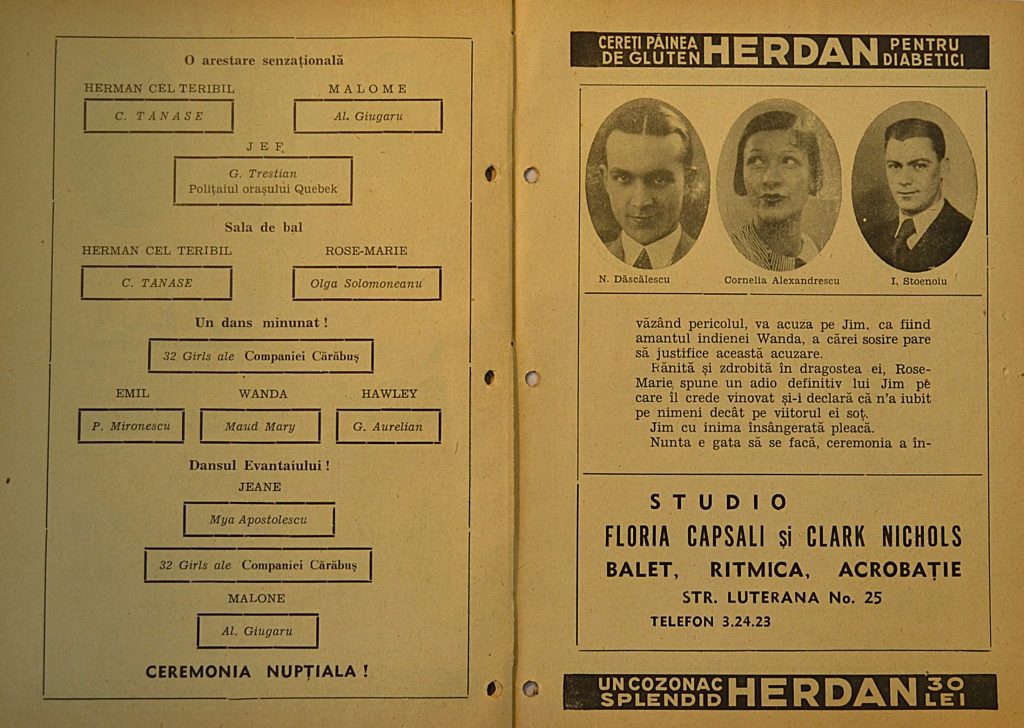 O arestare senzațională
HERMAN CEL TERIBIL
C. TANASE
MALOME
Al. Giugaru
JEF
G. Trestian
Polițaiul orașului Quebek
Sala de bal
HERMAN CEL TERIBIL
C. TANASE
ROSE-MARIE
Olga Solomoneanu
Un dans minunat !
32 Girls ale Companiei Cărăbuș
EMIL
P. Mironescu
WANDA
Maud Mary
HAWLEY
G. Aurelian
Dansul Evantaiului !
JEANE
Mya Apostolescu
32 Girls ale Companiei Cărăbuș
MALONE
Al. Giugaru
CEREMONIA NUPȚIALA !
CEREȚI PÂINEA
DE GLUTEN
HERDAN
PENTRU
DIABETICI
N. Dăscălescu
Cornelia Alexandrescu
I. Stoenoiu
văzând pericolul, va acuza pe Jim, ca fiind
amantul indienei Wanda, a cărei sosire pare
să justifice această acuzare.
Rănită și zdrobită în dragostea ei, Rose-
Marie spune un adio definitiv lui Jim pe
care îl crede vinovat și-i declară că n'a iubit
pe nimeni decât pe viitorul ei soț.
Jim cu inima însângerată pleacă.
Nunta e gata să se facă, ceremonia a în-
STUDIO
FLORIA CAPSALI și CLARK NICHOLS
BALET, RITMICA, ACROBAȚIE
STR. LUTERANA No. 25
TELEFON 3.24.23
UN COZONAC
SPLENDID
HERDAN
30
LEI